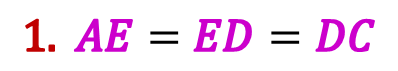 1. AE = ED = DC